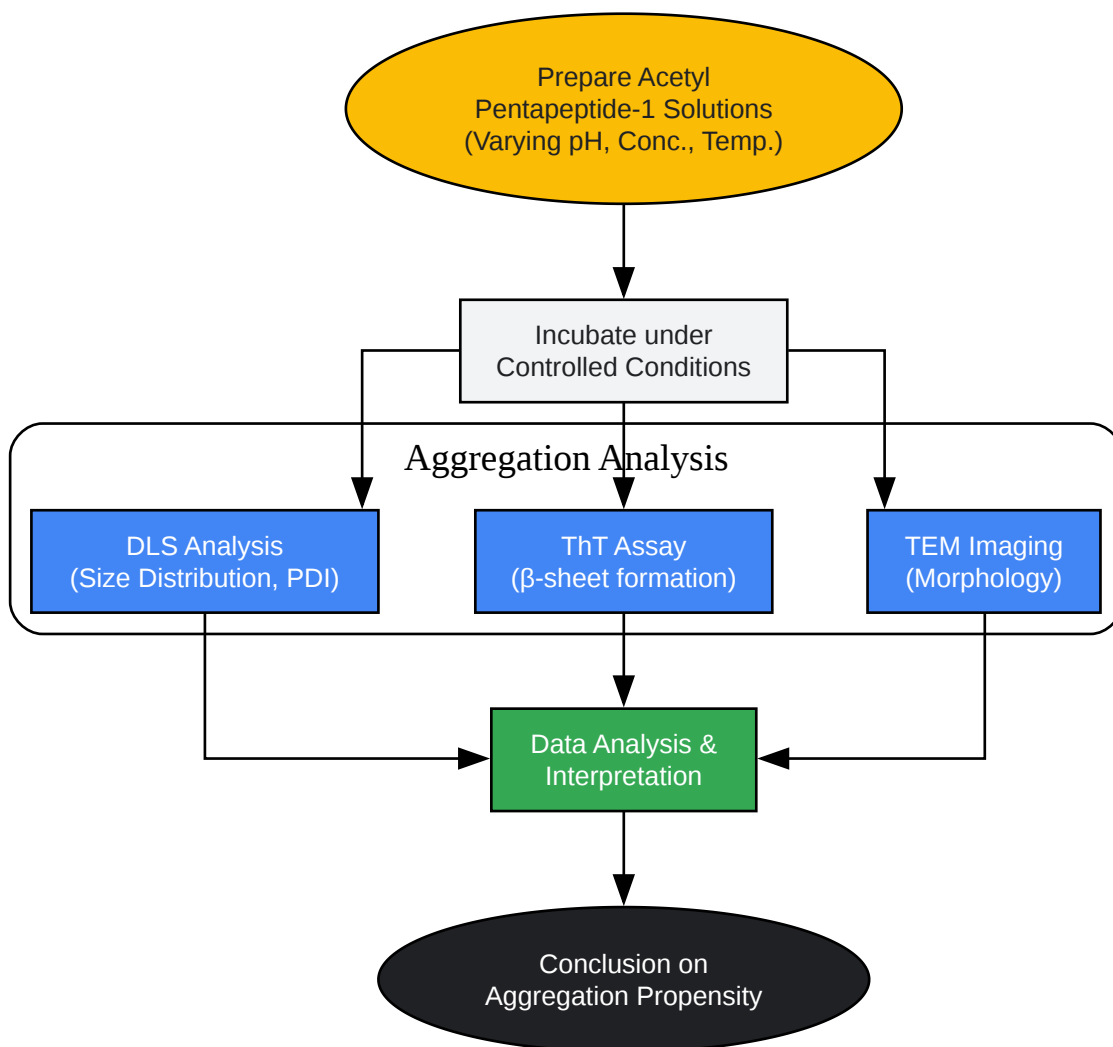 Prepare Acetyl
Pentapeptide-1 Solutions
(Varying pH, Conc., Temp.)
Incubate under
Controlled Conditions
Aggregation Analysis
DLS Analysis
(Size Distribution, PDI)
ThT Assay
(β-sheet formation)
TEM Imaging
(Morphology)
Data Analysis &
Interpretation
Conclusion on
Aggregation Propensity